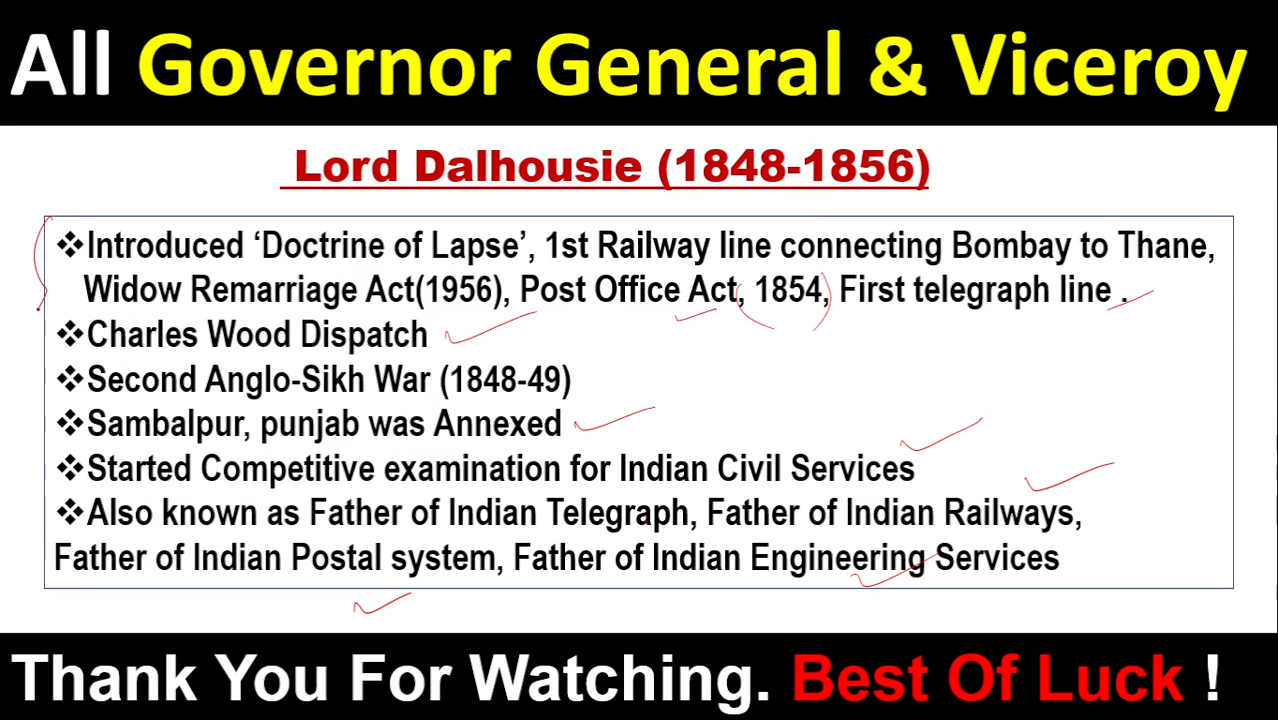 All Governor General & Viceroy
Lord Dalhousie (1848-1856)
❖Introduced ‘Doctrine of Lapse’, 1st Railway line connecting Bombay to Thane,
Widow Remarriage Act(1956), Post Office Act, 1854, First telegraph line .
❖Charles Wood Dispatch
❖Second Anglo-Sikh War (1848-49)
❖Sambalpur, punjab was Annexed
❖Started Competitive examination for Indian Civil Services
❖Also known as Father of Indian Telegraph, Father of Indian Railways,
Father of Indian Postal system, Father of Indian Engineering Services
Thank You For Watching. Best Of Luck !